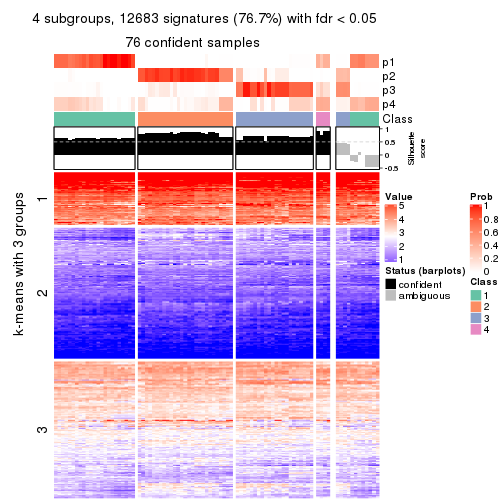 4 subgroups, 12683 signatures (76.7%) with fdr < 0.05
76 confident samples
p1
p2
p3
p4
Class
1
0.5
0
-0.5
Silhouette
score
k-means with 3 groups
1
2
3
Value
5
4
3
2
1
Status (barplots)
confident
ambiguous
Prob
1
0.8
0.6
0.4
0.2
0
Class
1
2
3
4